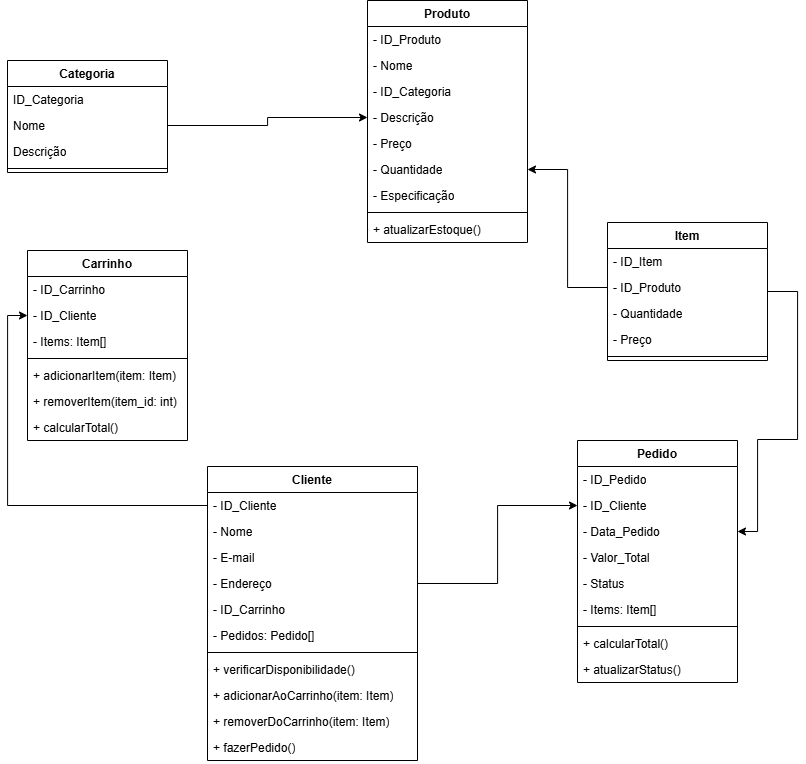 Produto
- ID_Produto
- Nome
- ID_Categoria
- Descrição
- Preço
- Quantidade
- Especificação
+ atualizarEstoque()
Categoria
ID_Categoria
Nome
Descrição
Item
- ID_Item
- ID_Produto
- Quantidade
- Preço
Carrinho
- ID_Carrinho
- ID_Cliente
- Items: Item[]
+ adicionarItem(item: Item)
+ removerItem(item_id: int)
+ calcularTotal()
Cliente
- ID_Cliente
- Nome
- E-mail
- Endereço
- ID_Carrinho
- Pedidos: Pedido[]
+ verificarDisponibilidade()
+ adicionarAoCarrinho(item: Item)
+ removerDoCarrinho(item: Item)
+ fazerPedido()
Pedido
- ID_Pedido
- ID_Cliente
- Data_Pedido
- Valor_Total
- Status
- Items: Item[]
+ calcularTotal()
+ atualizarStatus()